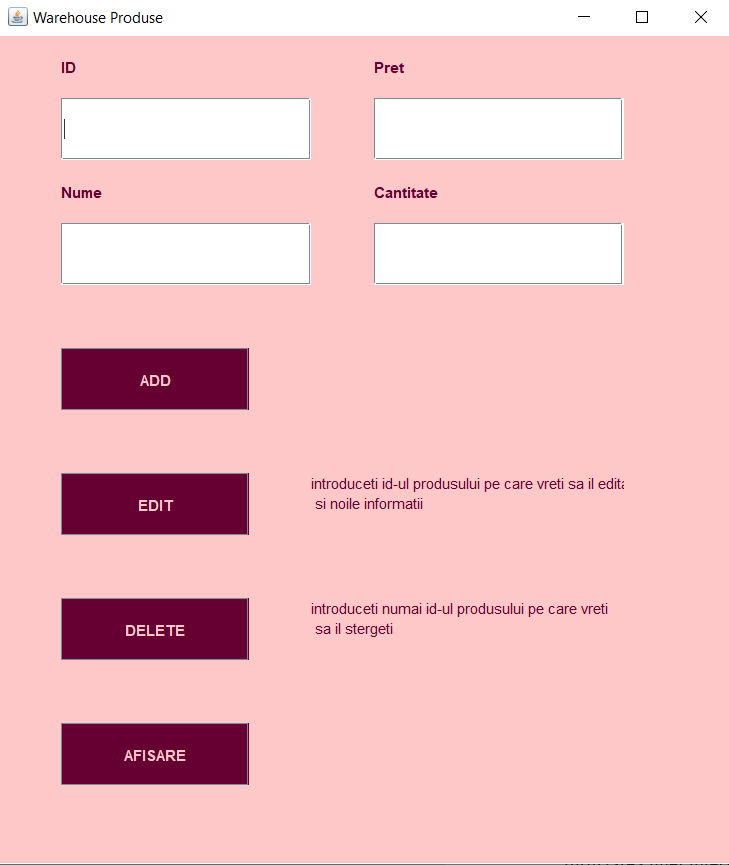 Warehouse Produse
ID
Pret
Nume
Cantitate
ADD
EDIT
introduceti id-ul produsului pe care vreti sa il edita
si noile informatii
DELETE
introduceti numai id-ul produsului pe care vreti
sa il stergeti
AFISARE